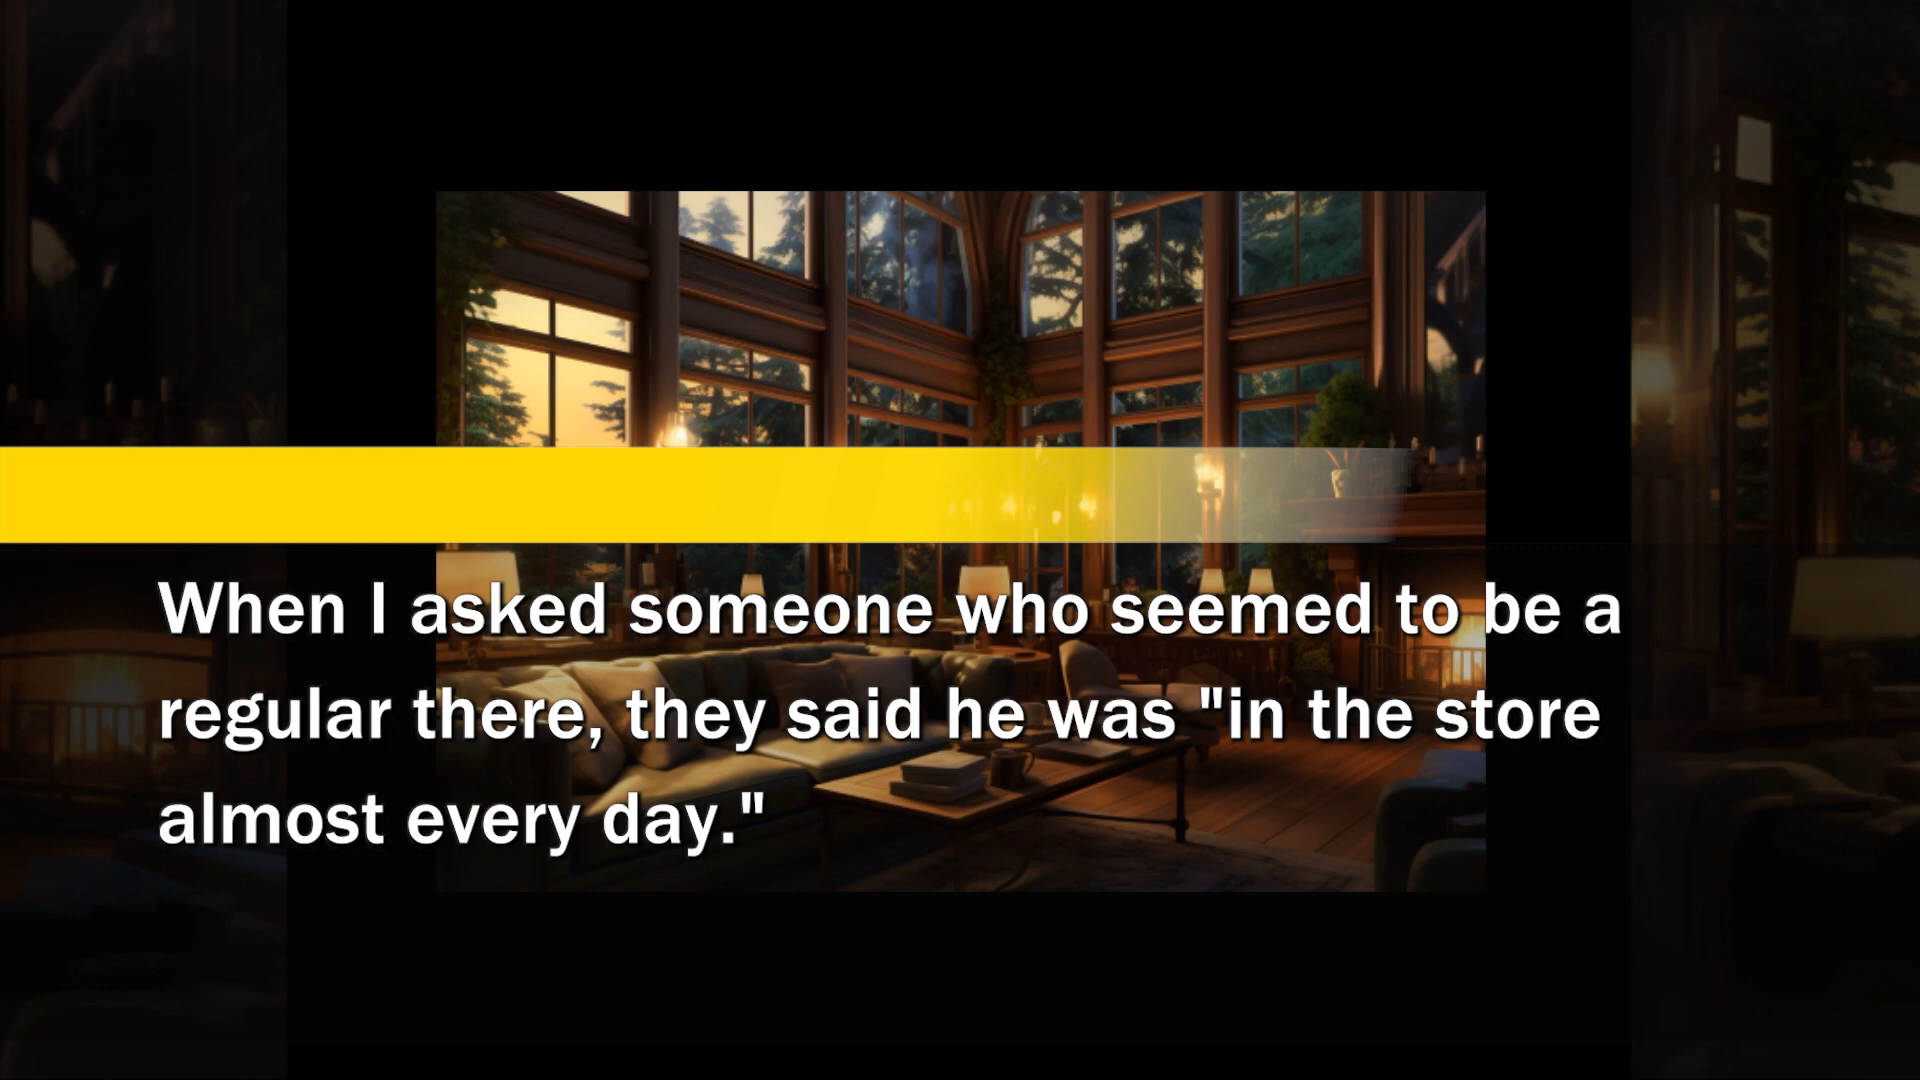 When I asked someone who seemed to be a
regular there, they said he was "in the store
almost every day."